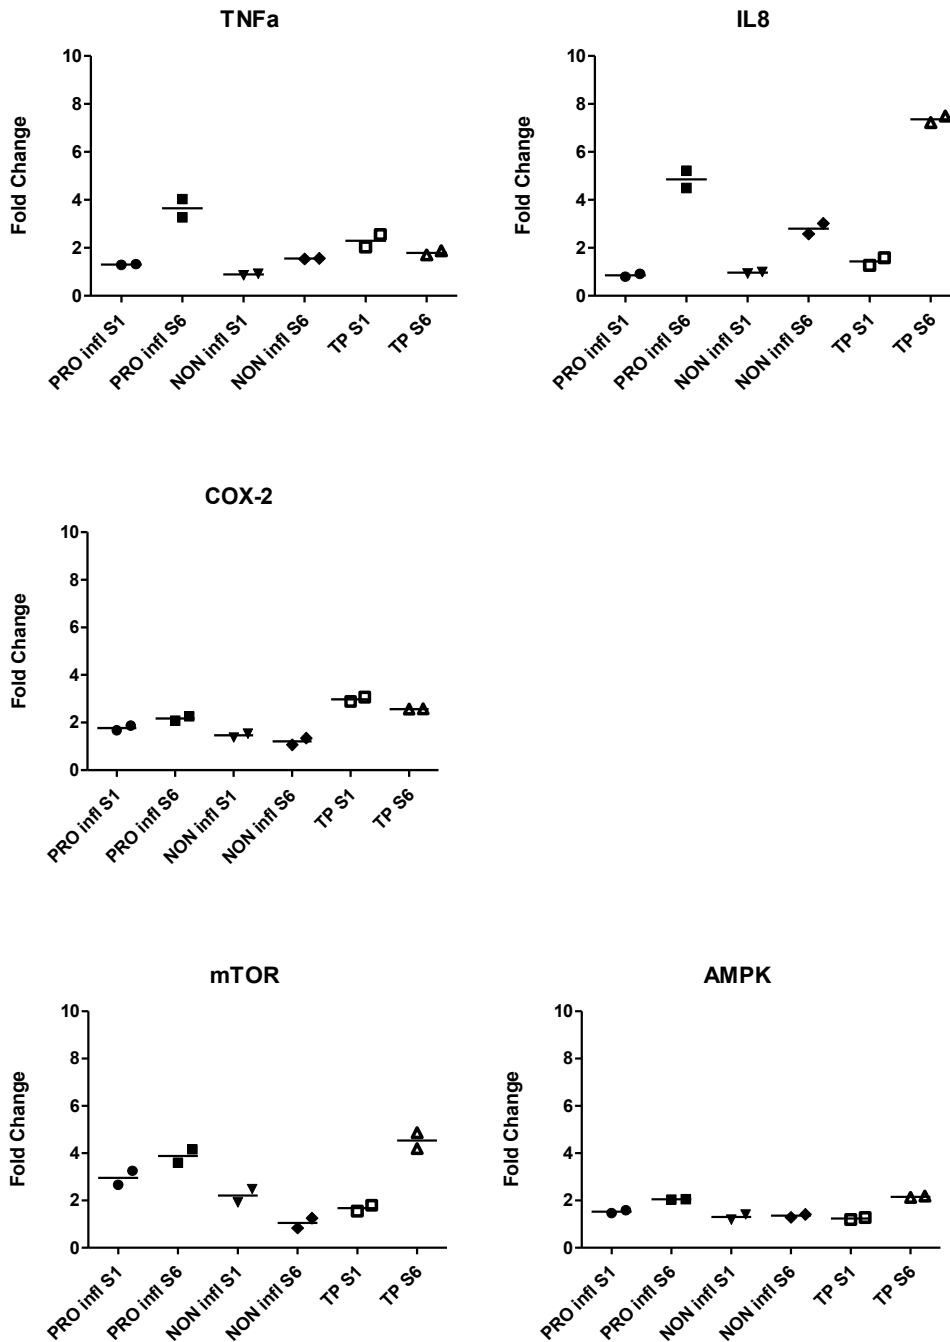 TNFa
Fold Change
10
8
6
4
2
0
PRO infl S1
PRO infl S6
NON infl S1
NON infl S6
TP S1
TP S6
IL8
Fold Change
10
8
6
4
2
0
PRO infl S1
PRO infl S6
NON infl S1
NON infl S6
TP S1
TP S6
COX-2
Fold Change
10
8
6
4
2
0
PRO infl S1
PRO infl S6
NON infl S1
NON infl S6
TP S1
TP S6
mTOR
Fold Change
10
8
6
4
2
0
PRO infl S1
PRO infl S6
NON infl S1
NON infl S6
TP S1
TP S6
AMPK
Fold Change
10
8
6
4
2
0
PRO infl S1
PRO infl S6
NON infl S1
NON infl S6
TP S1
TP S6